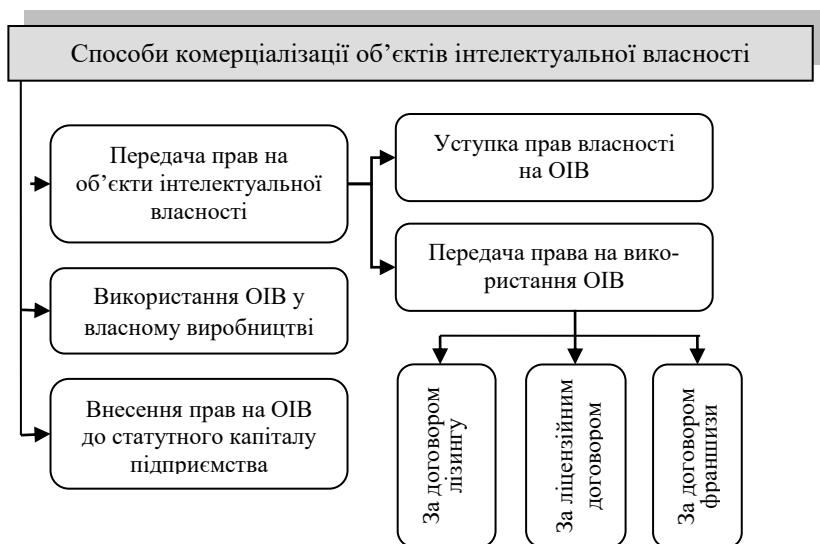 Способи комерціалізації об’єктів інтелектуальної власності
Передача прав на
об’єкти інтелектуальної
власності
Уступка прав власності
на ОІВ
Передача права на вико-
ристання ОІВ
Використання ОІВ у
власному виробництві
Внесення прав на ОІВ
до статутного капіталу
підприємства
За договором
лізингу
За ліцензійним
договором
За договором
франшизи